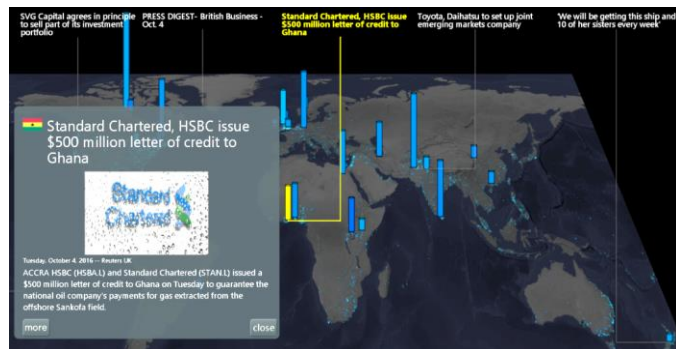 SVG Capital agrees in principle
to sell part of its investment
portfolio
PRESS DIGEST- British Business -
Oct. 4
Standard Chartered, HSBC issue
$500 million letter of credit to
Ghana
Toyota, Daihatsu to set up joint
emerging markets company
'We will be getting this ship and
10 of her sisters every week'
Standard Chartered, HSBC issue
$500 million letter of credit to
Ghana
Standard
Chartered
Tuesday, October 4, 2016 -- Reuters UK
ACCRA HSBC (HSBA.L) and Standard Chartered (STAN.L) issued a
$500 million letter of credit to Ghana on Tuesday to guarantee the
national oil company's payments for gas extracted from the
offshore Sankofa field.
more
close